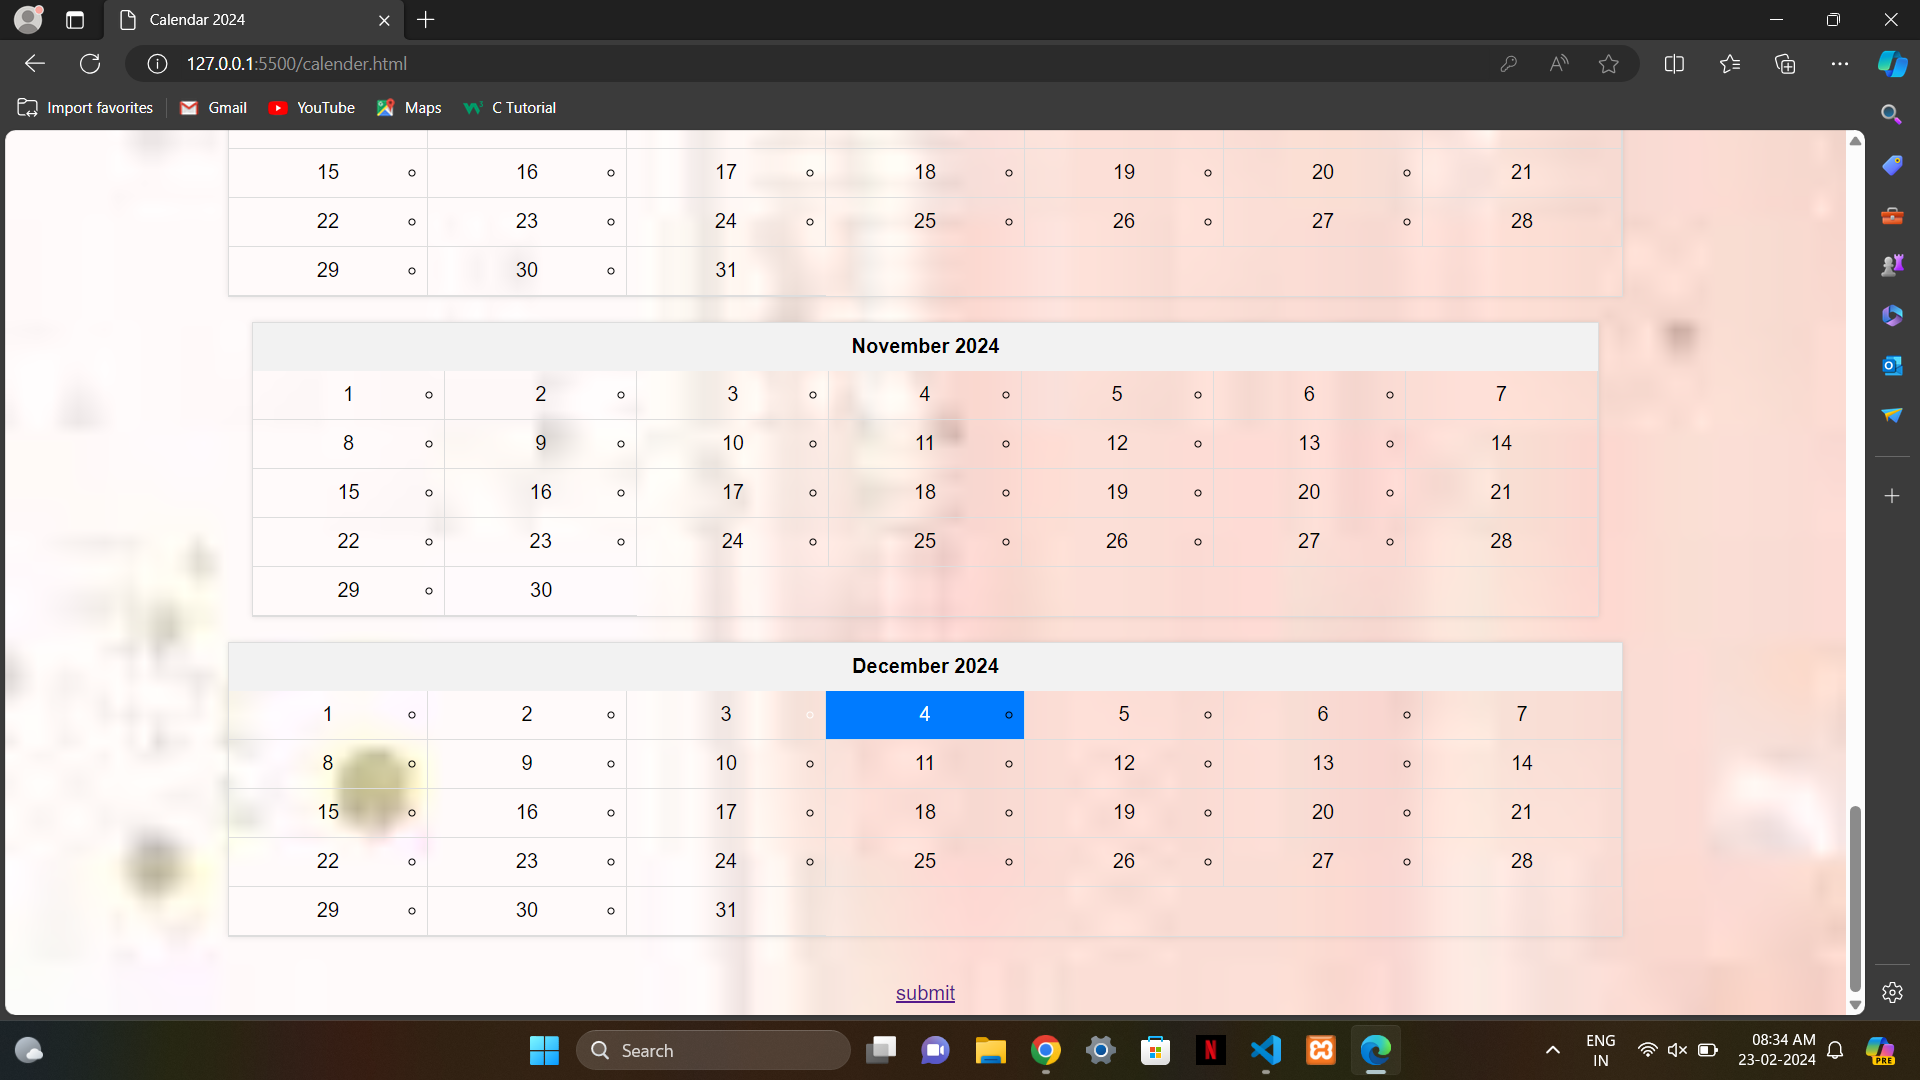 Calendar 2024
127.0.0.1:5500/calender.html
Import favorites Gmail YouTube Maps C Tutorial
15 16 17 18 19 20 21
22 23 24 25 26 27 28
29 30 31
November 2024
1 2 3 4 5 6 7
8 9 10 11 12 13 14
15 16 17 18 19 20 21
22 23 24 25 26 27 28
29 30
December 2024
1 2 3 4 5 6 7
8 9 10 11 12 13 14
15 16 17 18 19 20 21
22 23 24 25 26 27 28
29 30 31
submit
Search
ENG
IN
08:34 AM
23-02-2024
PRE